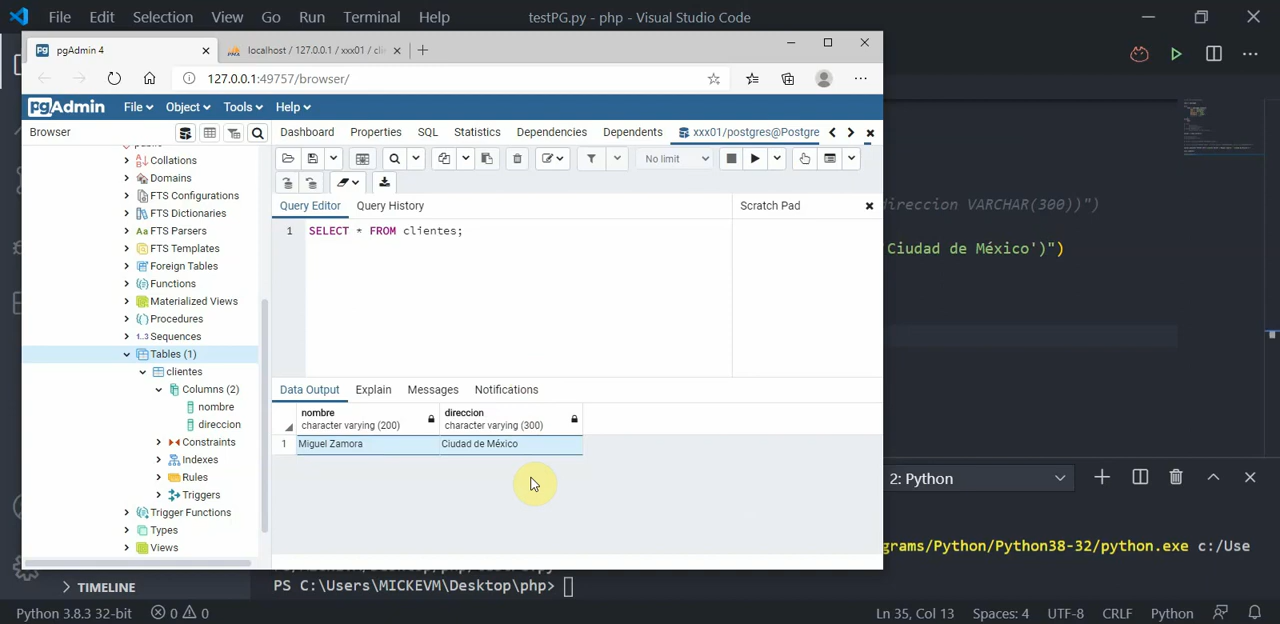 File Edit Selection View Go Run Terminal Help testPG.py - php - Visual Studio Code
pgAdmin 4
localhost / 127.0.0.1 / xxx01 / cli
127.0.0.1:49757/browser/
pgAdmin File Object Tools Help
Browser
Dashboard Properties SQL Statistics Dependencies Dependents xxx01/postgres@Postgre
Collations
Domains
FTS Configurations
FTS Dictionaries
Aa FTS Parsers
FTS Templates
Foreign Tables
Functions
Materialized Views
Procedures
1..3 Sequences
Tables (1)
clientes
Columns (2)
nombre
direccion
Constraints
Indexes
Rules
Triggers
Trigger Functions
Types
Views
No limit
Query Editor Query History
Scratch Pad
1 SELECT * FROM clientes;
Data Output Explain Messages Notifications
nombre
character varying (200)
direccion
character varying (300)
1 Miguel Zamora Ciudad de México
direccion VARCHAR(300))")
Ciudad de México')")
2: Python
grams/Python/Python38-32/python.exe c:/Use
PS C:\Users\MICKEVM\Desktop\php>
TIMELINE
Python 3.8.3 32-bit 0 0 Ln 35, Col 13 Spaces: 4 UTF-8 CRLF Python